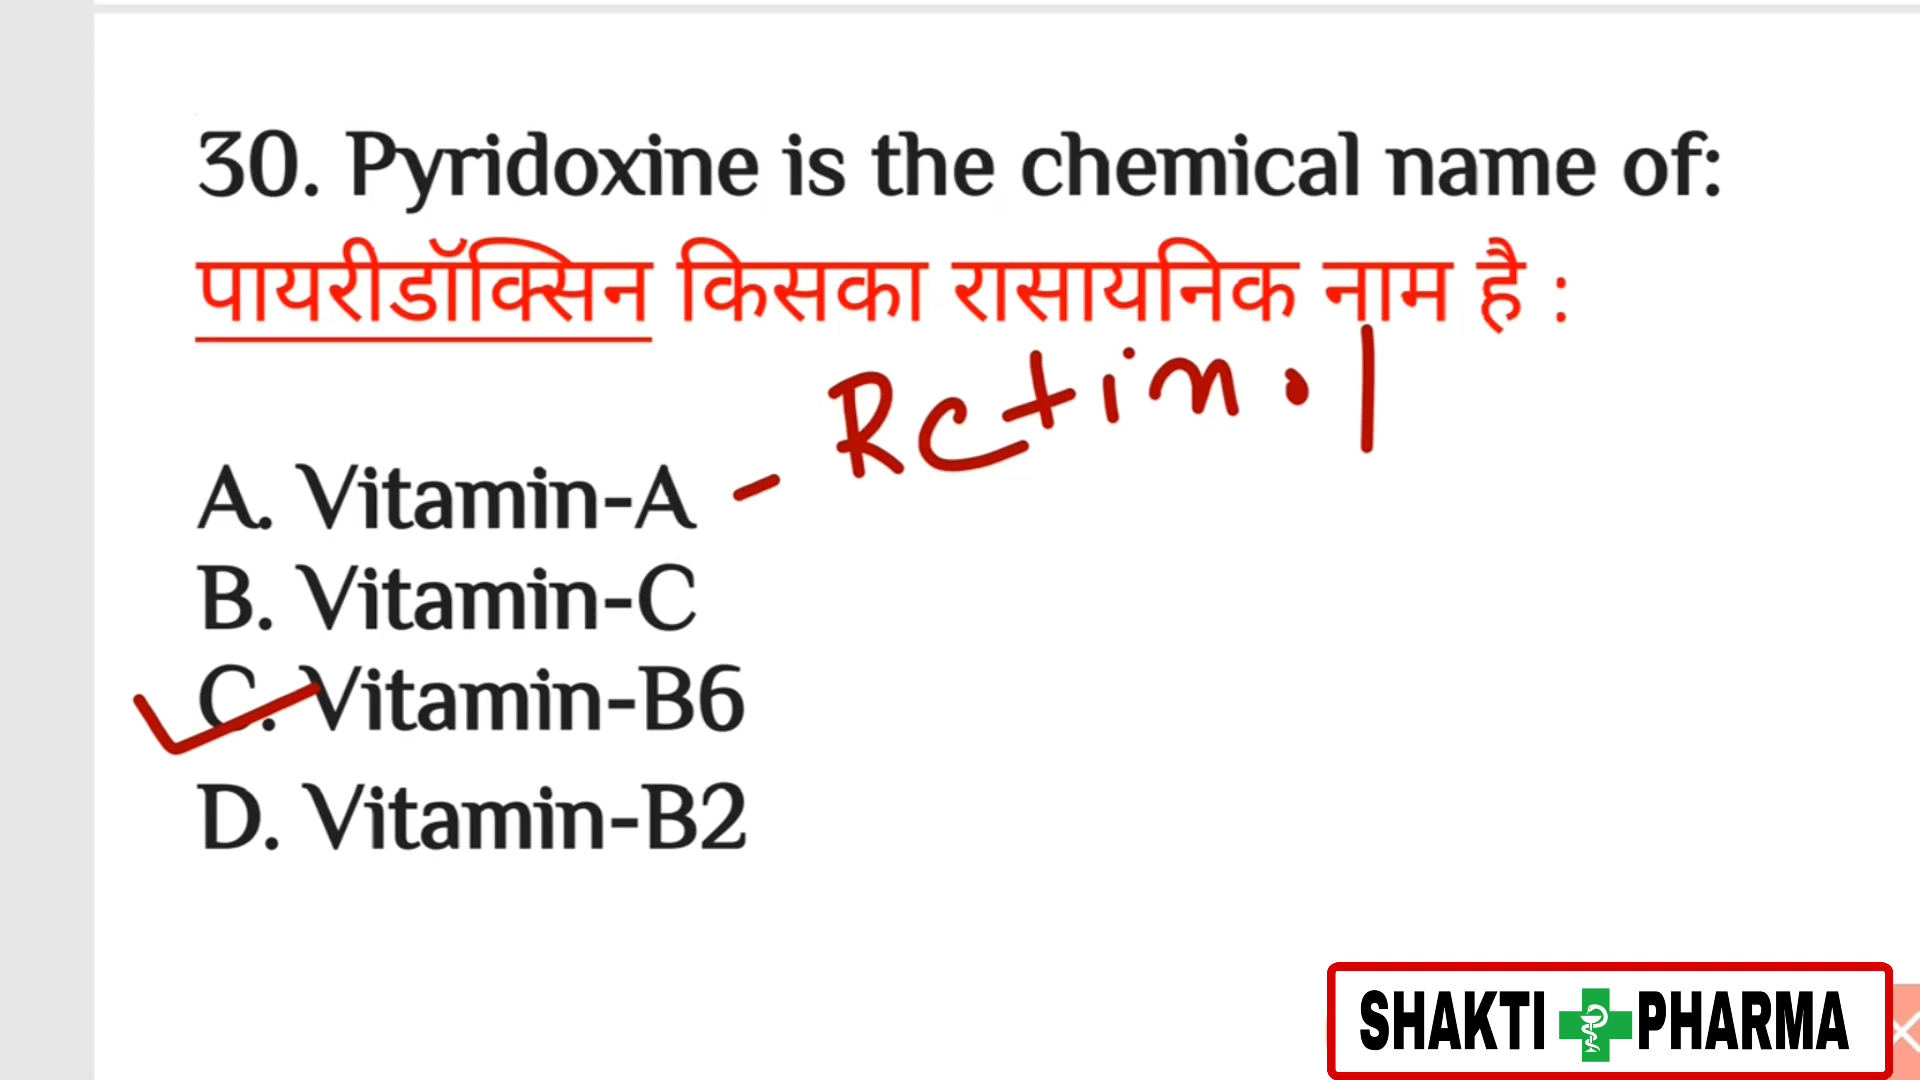 30. Pyridoxine is the chemical name of:
पायरीडॉक्सिन किसका रासायनिक नाम है :
A. Vitamin-A - Retinol
B. Vitamin-C
C. Vitamin-B6
D. Vitamin-B2
SHAKTI PHARMA